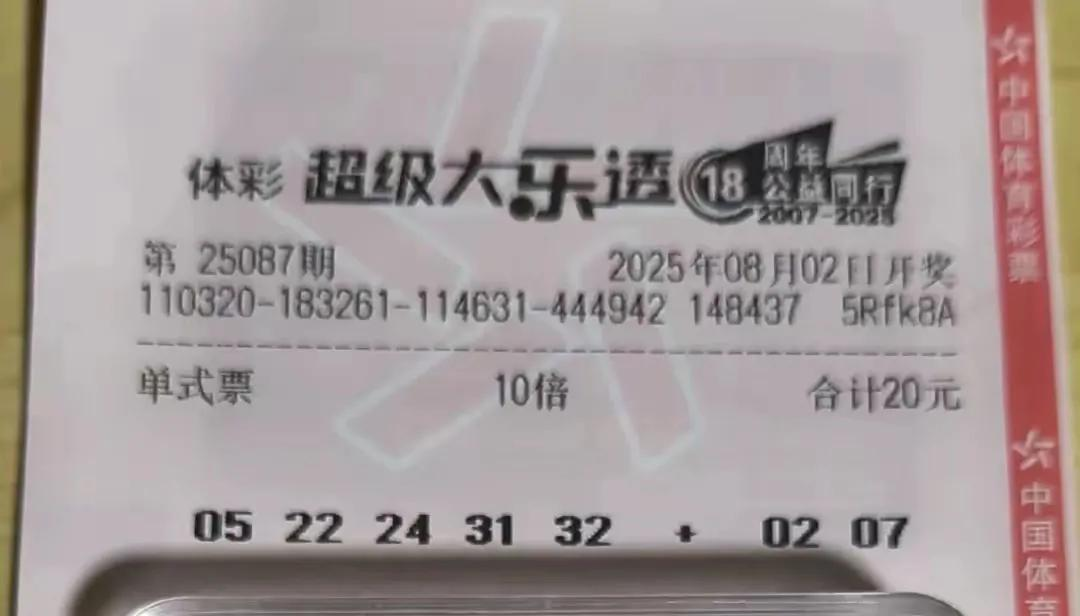 体彩 超级大乐透 18周年公益同行 2007-2025
第 25087期 2025年08月02日开奖
110320-183261-114631-444942 148437 5Rfk8A
单式票 10倍 合计20元
05 22 24 31 32 + 02 07
中国体育彩票
中国体育